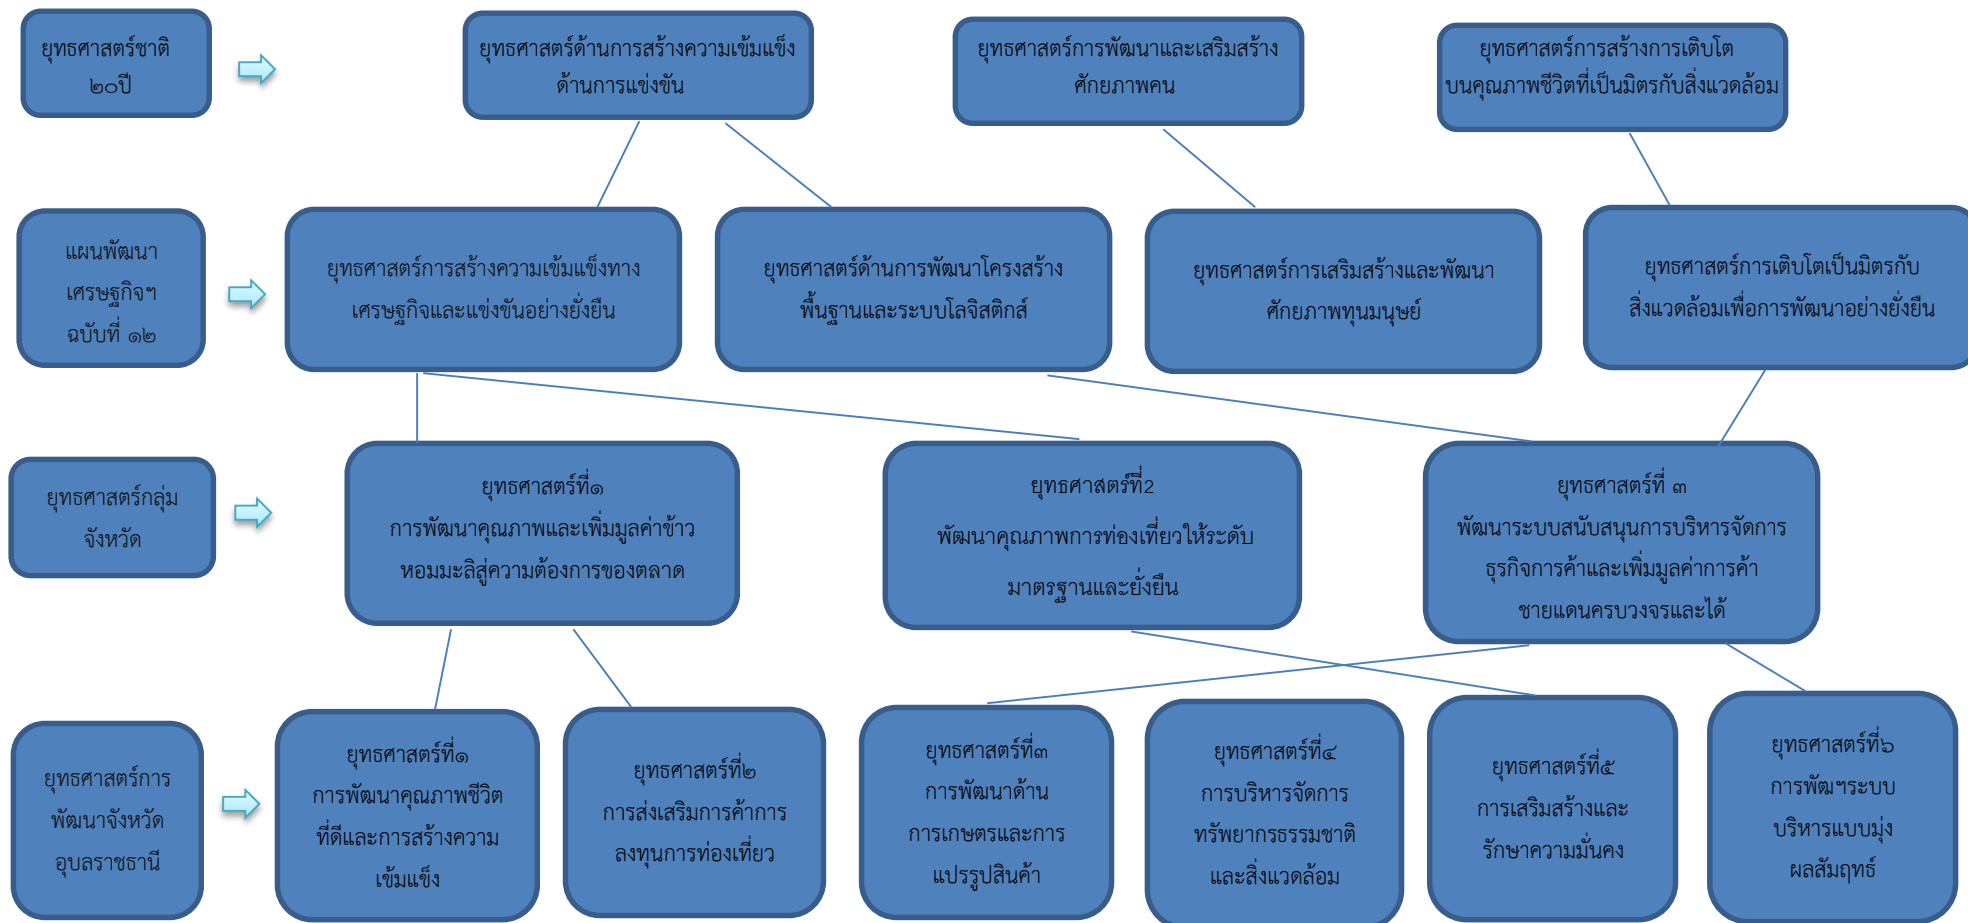 ยุทธศาสตร์ชาติ
๒๐ปี
ยุทธศาสตร์ด้านการสร้างความเข้มแข็ง
ด้านการแข่งขัน
ยุทธศาสตร์การพัฒนาและเสริมสร้าง
ศักยภาพคน
ยุทธศาสตร์การสร้างการเติบโต
บนคุณภาพชีวิตที่เป็นมิตรกับสิ่งแวดล้อม
แผนพัฒนา
เศรษฐกิจฯ
ฉบับที่ ๑๒
ยุทธศาสตร์การสร้างความเข้มแข็งทาง
เศรษฐกิจและแข่งขันอย่างยั่งยืน
ยุทธศาสตร์ด้านการพัฒนาโครงสร้าง
พื้นฐานและระบบโลจิสติกส์
ยุทธศาสตร์การเสริมสร้างและพัฒนา
ศักยภาพทุนมนุษย์
ยุทธศาสตร์การเติบโตเป็นมิตรกับ
สิ่งแวดล้อมเพื่อการพัฒนาอย่างยั่งยืน
ยุทธศาสตร์กลุ่ม
จังหวัด
ยุทธศาสตร์ที่๑
การพัฒนาคุณภาพและเพิ่มมูลค่าข้าว
หอมมะลิสู่ความต้องการของตลาด
ยุทธศาสตร์ที่2
พัฒนาคุณภาพการท่องเที่ยวให้ระดับ
มาตรฐานและยั่งยืน
ยุทธศาสตร์ที่ ๓
พัฒนาระบบสนับสนุนการบริหารจัดการ
ธุรกิจการค้าและเพิ่มมูลค่าการค้า
ชายแดนครบวงจรและได้
ยุทธศาสตร์การ
พัฒนาจังหวัด
อุบลราชธานี
ยุทธศาสตร์ที่๑
การพัฒนาคุณภาพชีวิต
ที่ดีและการสร้างความ
เข้มแข็ง
ยุทธศาสตร์ที่๒
การส่งเสริมการค้าการ
ลงทุนการท่องเที่ยว
ยุทธศาสตร์ที่๓
การพัฒนาด้าน
การเกษตรและการ
แปรรูปสินค้า
ยุทธศาสตร์ที่๔
การบริหารจัดการ
ทรัพยากรธรรมชาติ
และสิ่งแวดล้อม
ยุทธศาสตร์ที่๕
การเสริมสร้างและ
รักษาความมั่นคง
ยุทธศาสตร์ที่๖
การพัฒฯระบบ
บริหารแบบมุ่ง
ผลสัมฤทธ์